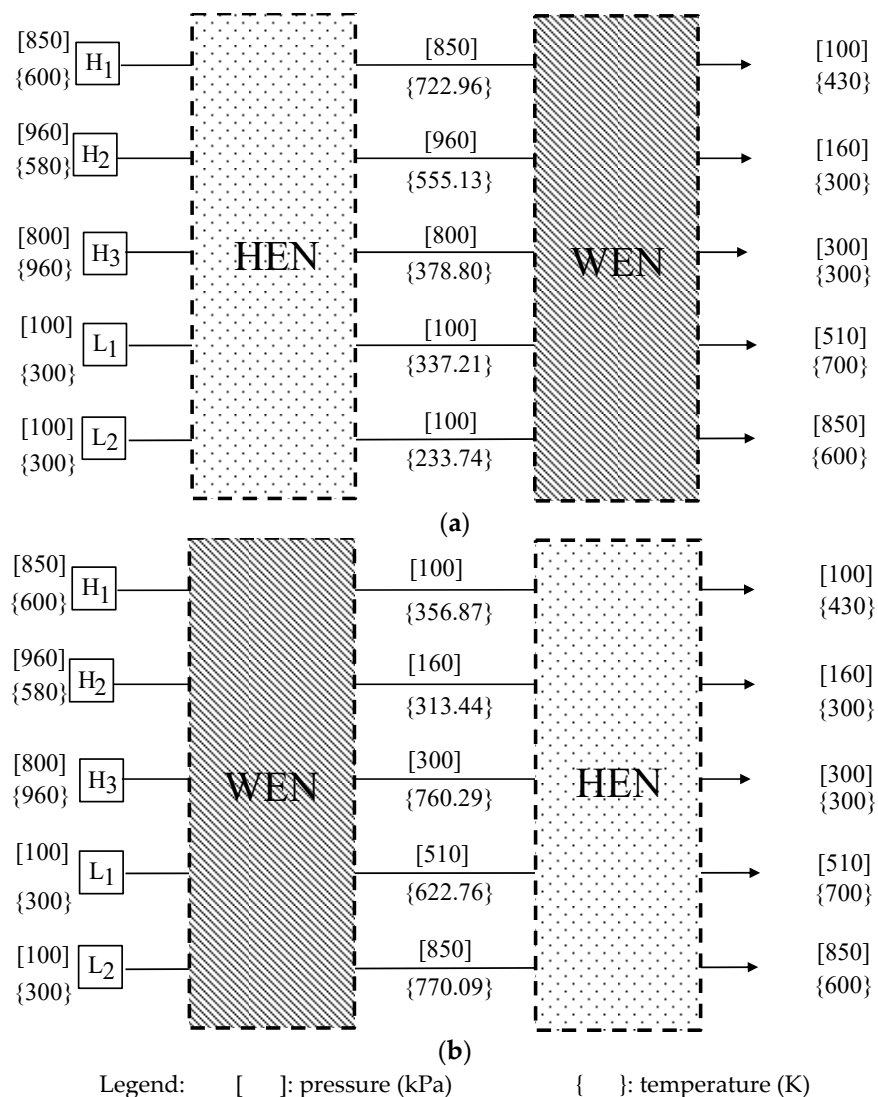 [850] [850] [100]
{600} H1 {722.96} {430}
[960] [960] [160]
{580} H2 {555.13} {300}
[800] [800] [300]
{960} H3 HEN {378.80} WEN {300}
[100] [100] [510]
{300} L1 {337.21} {700}
[100] [100] [850]
{300} L2 {233.74} {600}
(a)
[850] [100] [100]
{600} H1 {356.87} {430}
[960] [160] [160]
{580} H2 {313.44} {300}
[800] [300] [300]
{960} H3 WEN {760.29} HEN {300}
[100] [510] [510]
{300} L1 {622.76} {700}
[100] [850] [850]
{300} L2 {770.09} {600}
(b)
Legend: [ ]: pressure (kPa) { }: temperature (K)